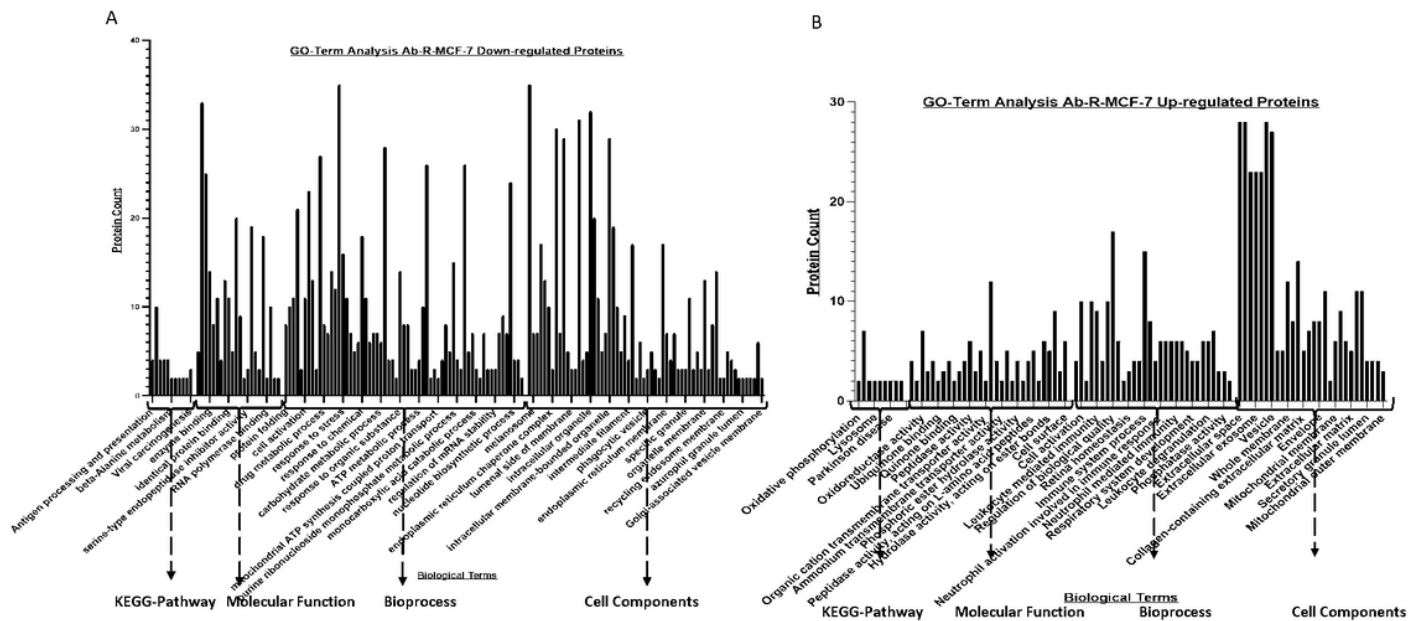 A
GO-Term Analysis Ab-R-MCF-7 Down-regulated Proteins
40
30
20
10
0
Protein Count
Antigen processing and presentation
beta-Alanine metabolism
Viral carcinogenesis
enzyme binding
identical protein binding
serine-type endopeptidase inhibitor activity
RNA polymerase binding
protein folding
cell activation
drug metabolic process
response to stress
response to chemical
carbohydrate metabolic process
response to organic substance
ATP metabolic process
mitochondrial ATP synthesis coupled proton transport
purine ribonucleoside monophosphate metabolic process
monocarboxylic acid catabolic process
regulation of mRNA stability
nucleotide biosynthetic process
melanosome
endoplasmic reticulum chaperone complex
lumenal side of membrane
intracellular organelle
intracellular membrane-bounded organelle
intermediate filament
phagocytic vesicle
endoplasmic reticulum membrane
specific granule
organelle membrane
recycling endosome membrane
azurophil granule lumen
Golgi-associated vesicle membrane
Biological Terms
KEGG-Pathway
Molecular Function
Bioprocess
Cell Components
B
GO-Term Analysis Ab-R-MCF-7 Up-regulated Proteins
30
20
10
0
Protein Count
Oxidative phosphorylation
Lysosome
Parkinson disease
Oxidoreductase activity
Ubiquitone binding
Quinone binding
Peptidase activity
Organic cation transmembrane transporter activity
Ammonium transmembrane transporter activity
Phosphoric ester hydrolase activity
Peptidase activity, acting on L-amino acid peptides
Hydrolase activity, acting on ester bonds
Cell surface
Cell activation
Leukocyte mediated immunity
Regulation of biological quality
Retina homeostasis
Immune system process
Neutrophil activation involved in immune response
Neutrophil mediated immunity
Respiratory system development
Leukocyte degranulation
Phosphatase activity
Extracellular space
Extracellular exosome
Vesicle
Whole membrane
Collagen-containing extracellular matrix
Envelope
Mitochondrial membrane
Extracellular matrix
Secretory granule lumen
Mitochondrial outer membrane
Biological Terms
KEGG-Pathway
Molecular Function
Bioprocess
Cell Components